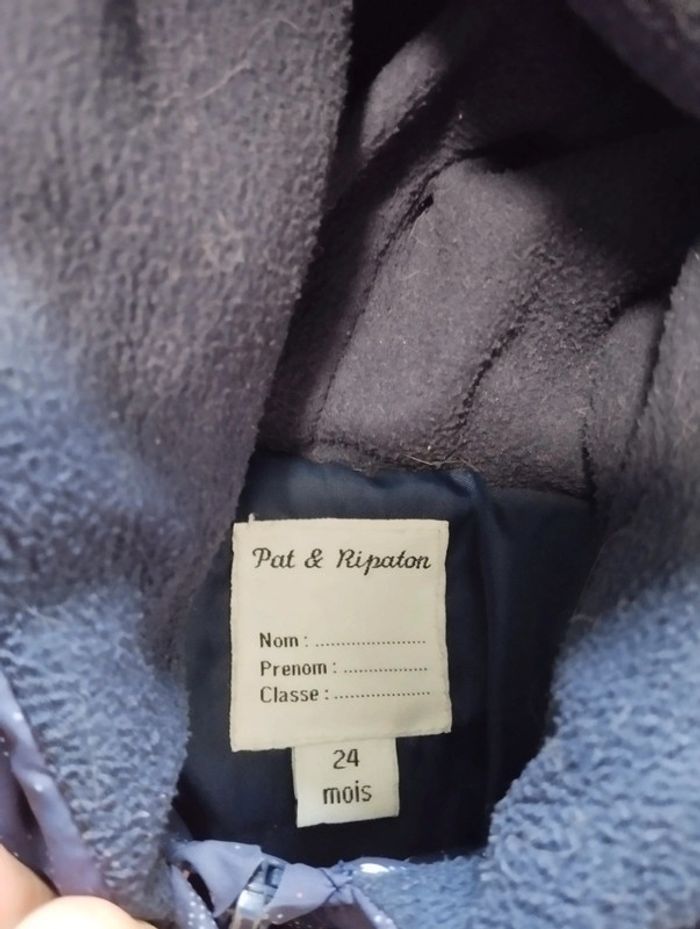 Pat & Ripaton
Nom : ......................
Prenom : .................
Classe : ...................
24
mois